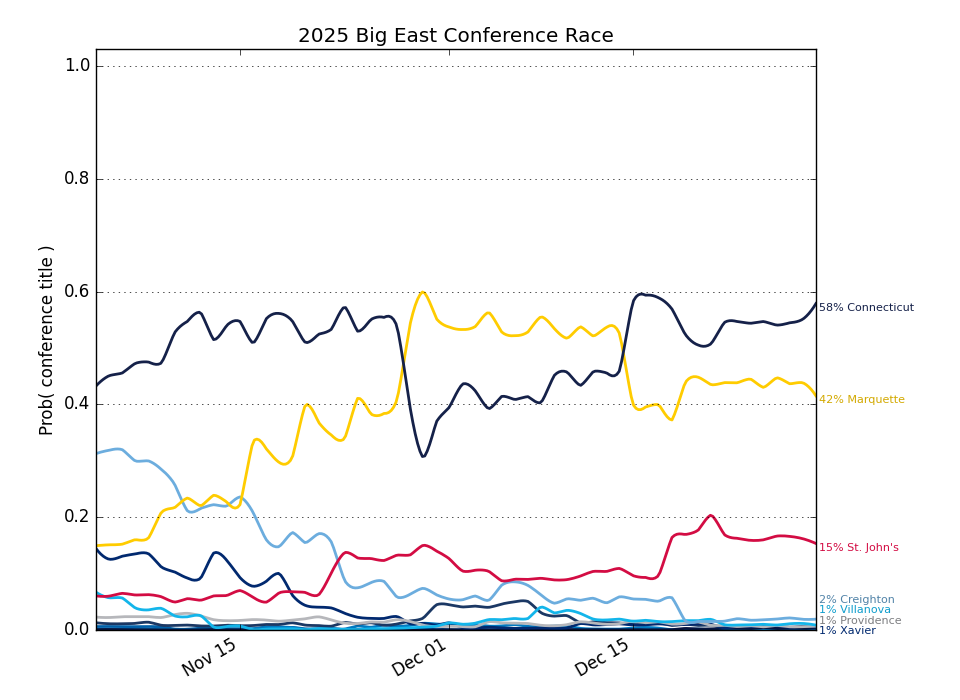 2025 Big East Conference Race
Prob( conference title )
1.0
0.8
0.6
0.4
0.2
0.0
Nov 15
Dec 01
Dec 15
58% Connecticut
42% Marquette
15% St. John's
2% Creighton
1% Villanova
1% Providence
1% Xavier